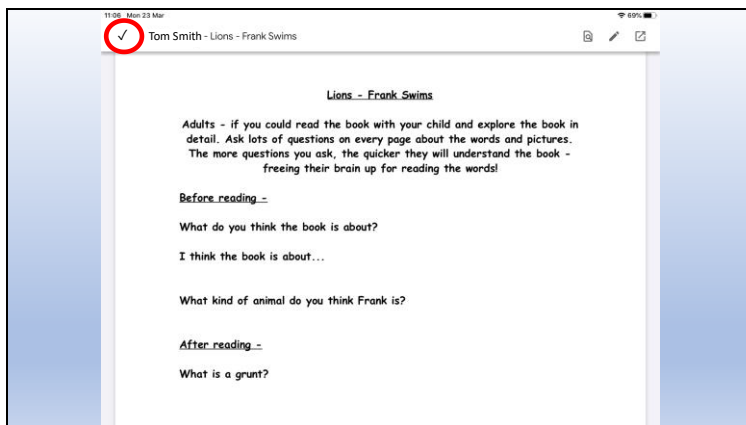 11:06 Mon 23 Mar 69%
Tom Smith - Lions - Frank Swims
Lions - Frank Swims
Adults - if you could read the book with your child and explore the book in
detail. Ask lots of questions on every page about the words and pictures.
The more questions you ask, the quicker they will understand the book -
freeing their brain up for reading the words!
Before reading -
What do you think the book is about?
I think the book is about...
What kind of animal do you think Frank is?
After reading -
What is a grunt?